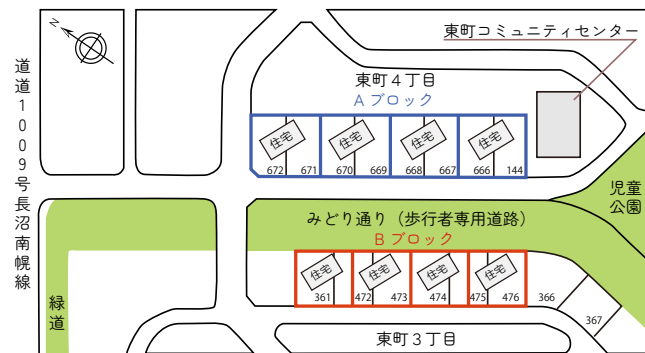 N
東町コミュニティセンター
道道1009号長沼南幌線
東町4丁目
Aブロック
住宅 住宅 住宅 住宅
672 671 670 669 668 667 666 144
児童
公園
みどり通り（歩行者専用道路）
Bブロック
住宅 住宅 住宅 住宅
361 472 473 474 475 476 366
367
緑道
東町3丁目